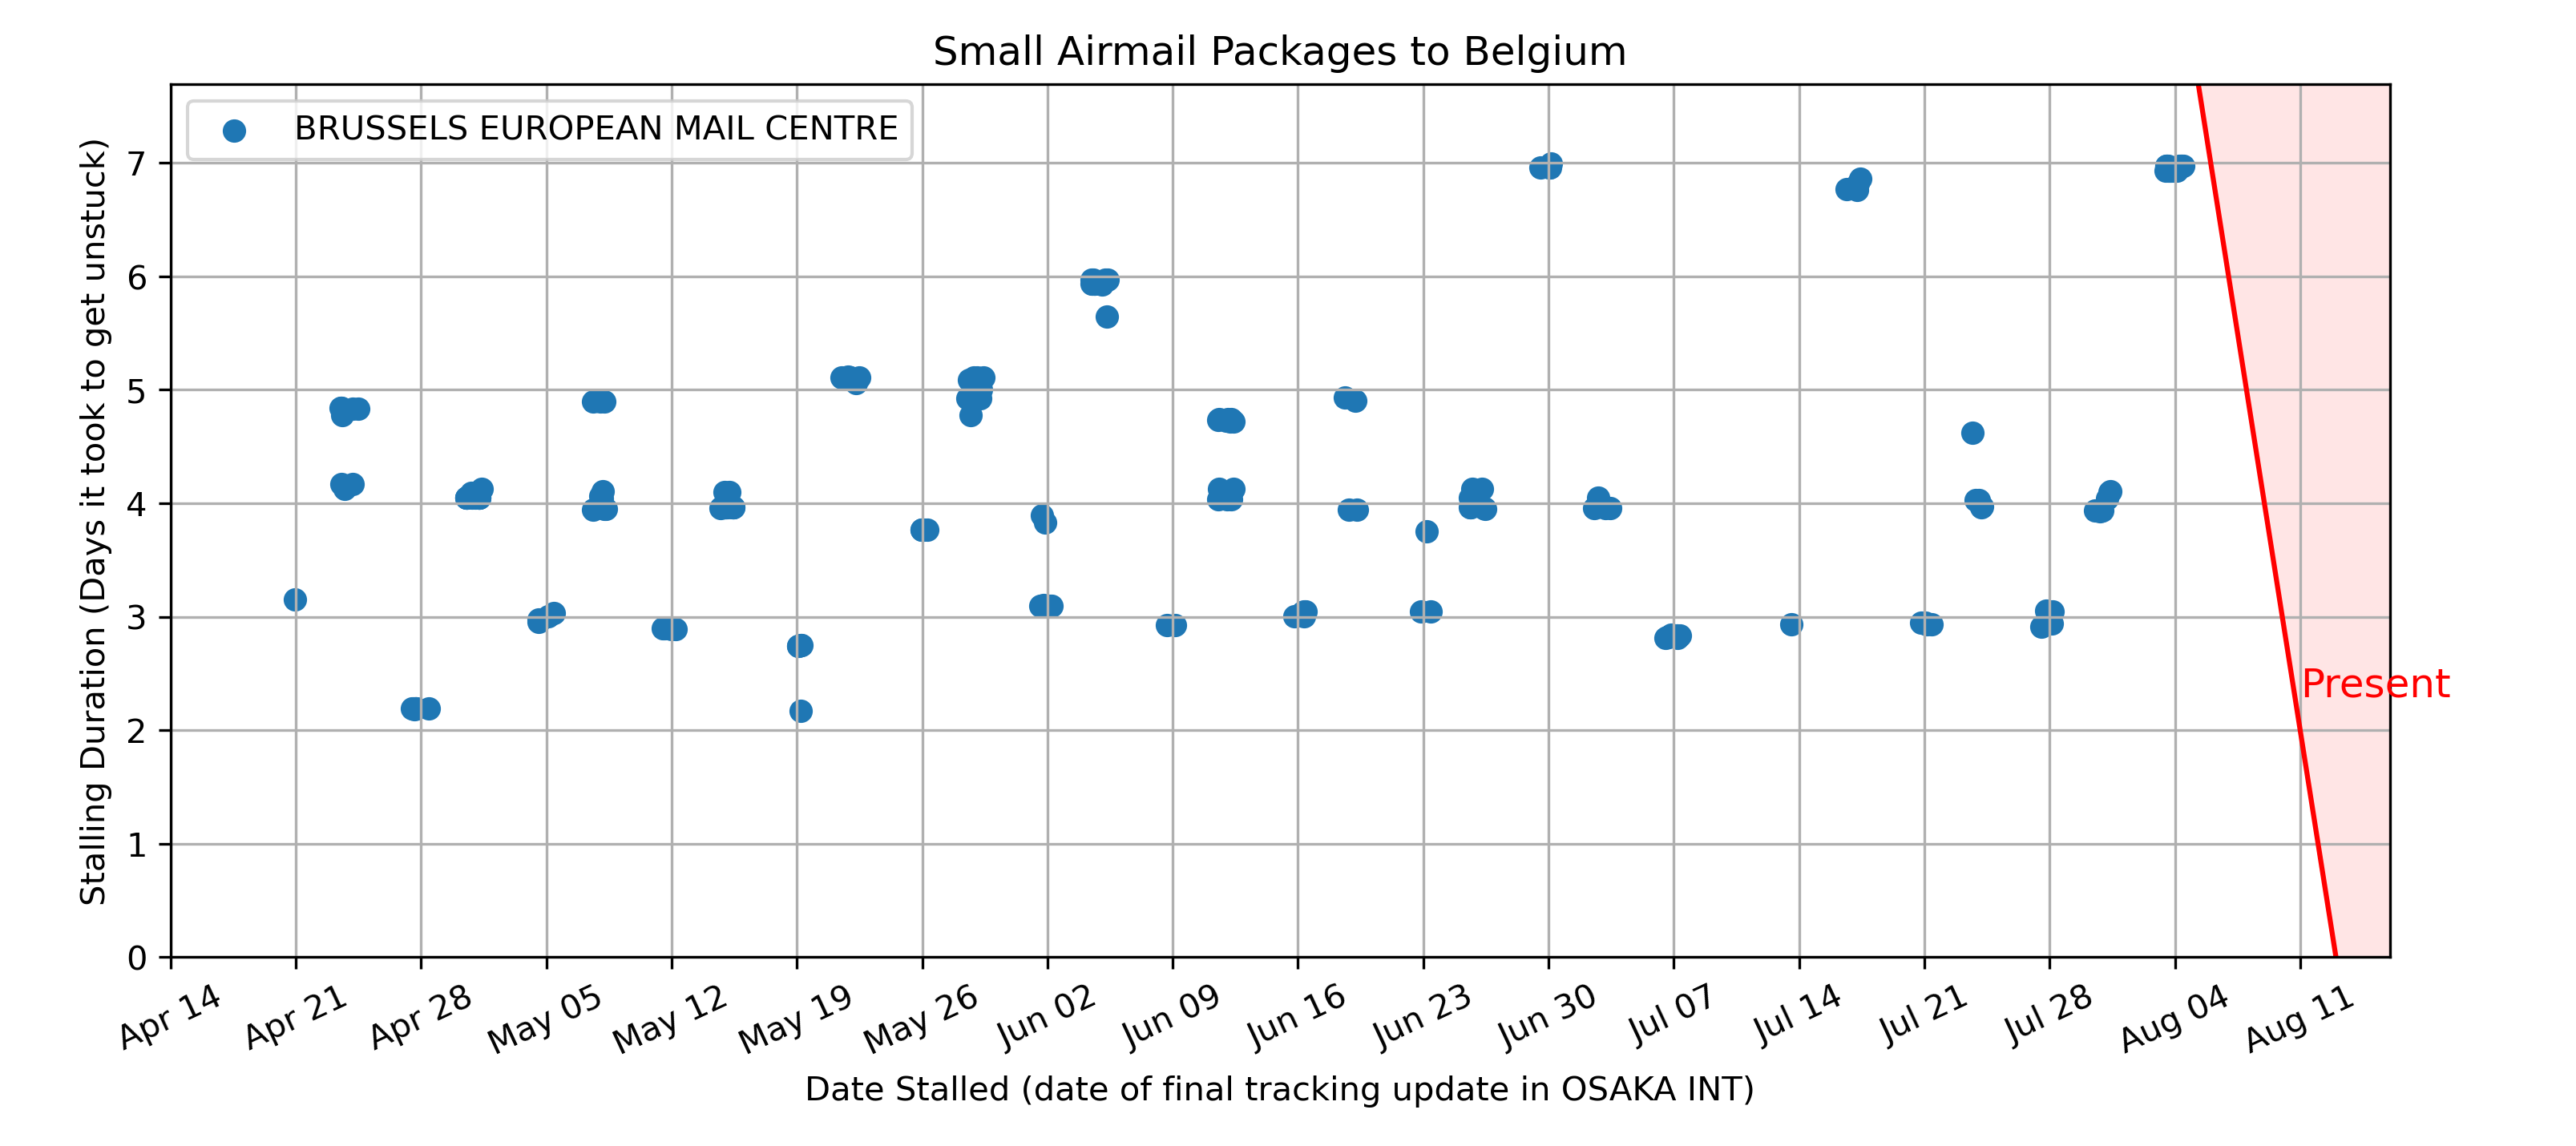 Small Airmail Packages to Belgium
BRUSSELS EUROPEAN MAIL CENTRE
Stalling Duration (Days it took to get unstuck)
7
6
5
4
3
2
1
0
Present
Apr 14
Apr 21
Apr 28
May 05
May 12
May 19
May 26
Jun 02
Jun 09
Jun 16
Jun 23
Jun 30
Jul 07
Jul 14
Jul 21
Jul 28
Aug 04
Aug 11
Date Stalled (date of final tracking update in OSAKA INT)